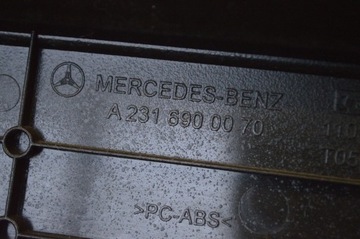 MERCEDES-BENZ
A 231 690 00 70
>PC-ABS<